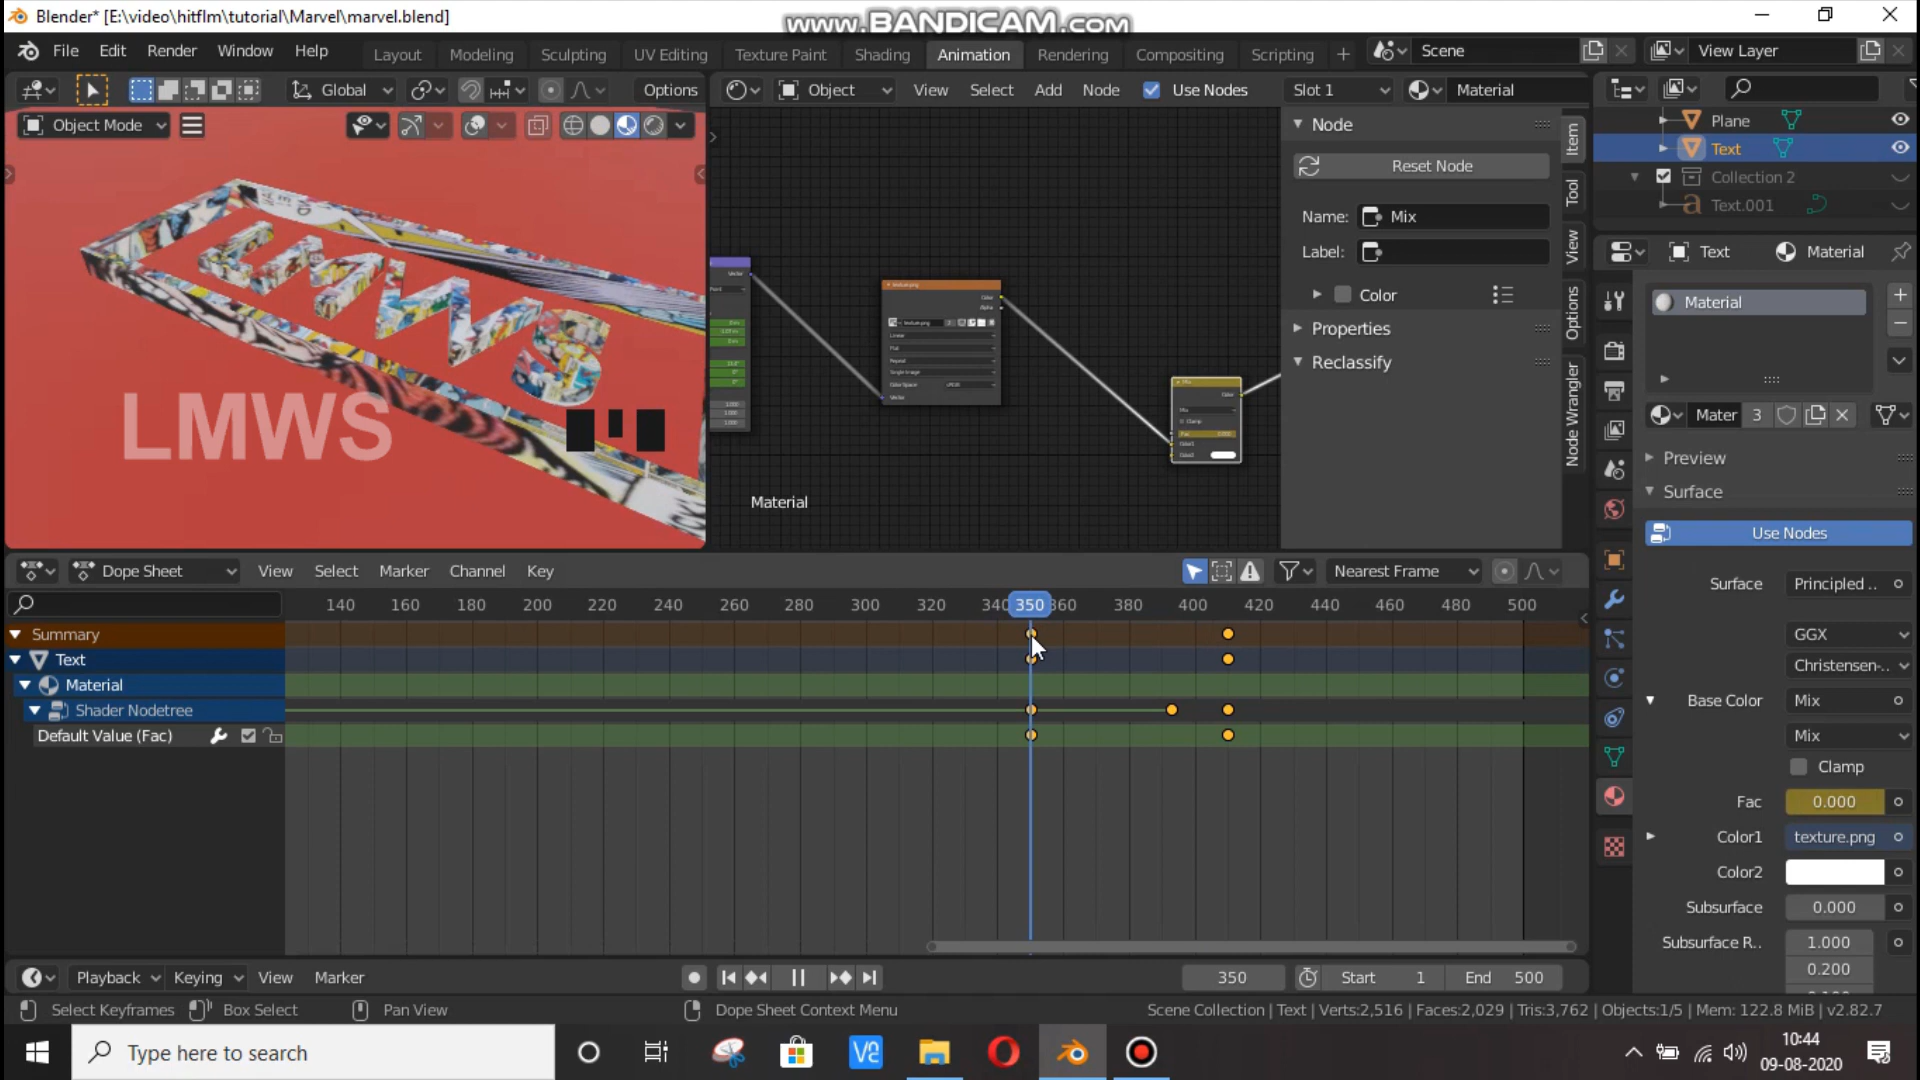 Blender* [E:\video\hitflm\tutorial\Marvel\marvel.blend]
www.BANDICAM.com
File Edit Render Window Help
Layout Modeling Sculpting UV Editing Texture Paint Shading Animation Rendering Compositing Scripting +
Scene
View Layer
Global
Options
Object
View Select Add Node Use Nodes
Slot 1
Material
Object Mode
Node
Reset Node
Name: Mix
Label:
Color
Properties
Reclassify
Item
Tool
View
Options
Node Wrangler
Plane
Text
Collection 2
Text.001
Text
Material
Material
Mater 3
Preview
Surface
Use Nodes
Surface Principled ..
GGX
Christensen-..
Base Color Mix
Mix
Clamp
Fac 0.000
Color1 texture.png
Color2
Subsurface 0.000
Subsurface R.. 1.000
0.200
LMWS
LMWS
Material
Dope Sheet View Select Marker Channel Key
Nearest Frame
140 160 180 200 220 240 260 280 300 320 340 350 360 380 400 420 440 460 480 500
Summary
Text
Material
Shader Nodetree
Default Value (Fac)
Playback Keying View Marker
350
Start 1
End 500
Select Keyframes Box Select Pan View Dope Sheet Context Menu
Scene Collection | Text | Verts:2,516 | Faces:2,029 | Tris:3,762 | Objects:1/5 | Mem: 122.8 MiB | v2.82.7
Type here to search
10:44
09-08-2020